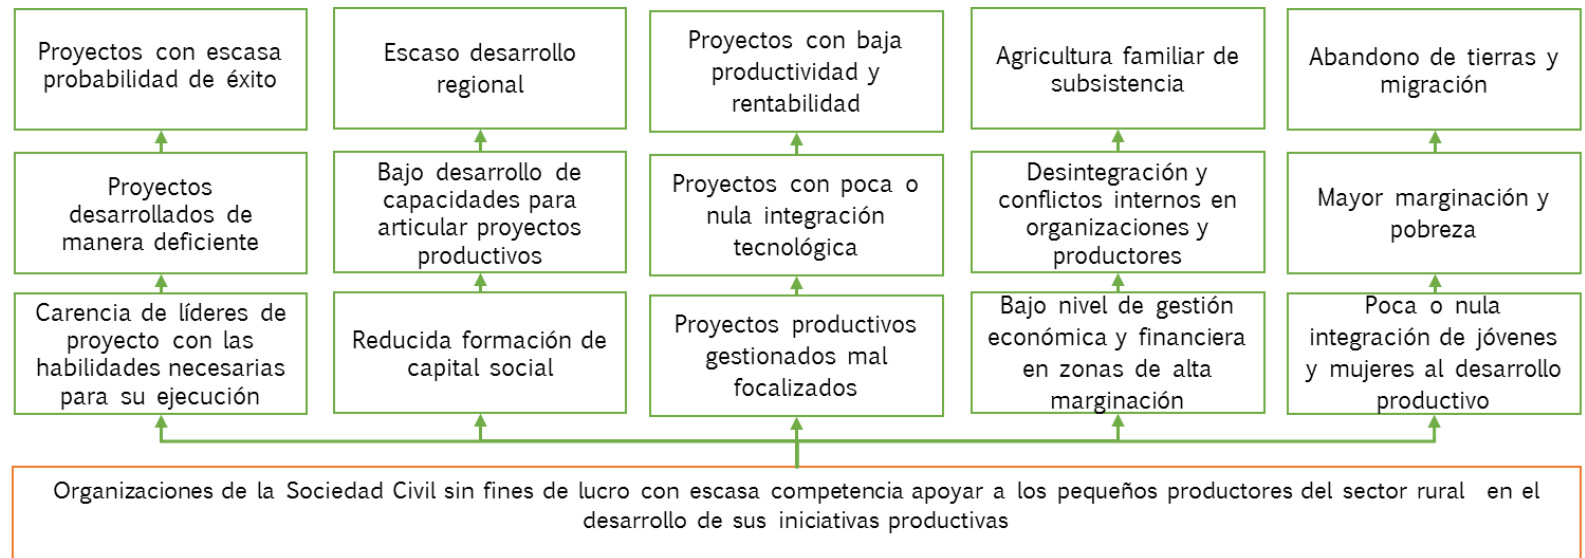 Proyectos con escasa
probabilidad de éxito
Escaso desarrollo
regional
Proyectos con baja
productividad y
rentabilidad
Agricultura familiar de
subsistencia
Abandono de tierras y
migración
Proyectos
desarrollados de
manera deficiente
Bajo desarrollo de
capacidades para
articular proyectos
productivos
Proyectos con poca o
nula integración
tecnológica
Desintegración y
conflictos internos en
organizaciones y
productores
Mayor marginación y
pobreza
Carencia de líderes de
proyecto con las
habilidades necesarias
para su ejecución
Reducida formación de
capital social
Proyectos productivos
gestionados mal
focalizados
Bajo nivel de gestión
económica y financiera
en zonas de alta
marginación
Poca o nula
integración de jóvenes
y mujeres al desarrollo
productivo
Organizaciones de la Sociedad Civil sin fines de lucro con escasa competencia apoyar a los pequeños productores del sector rural en el
desarrollo de sus iniciativas productivas